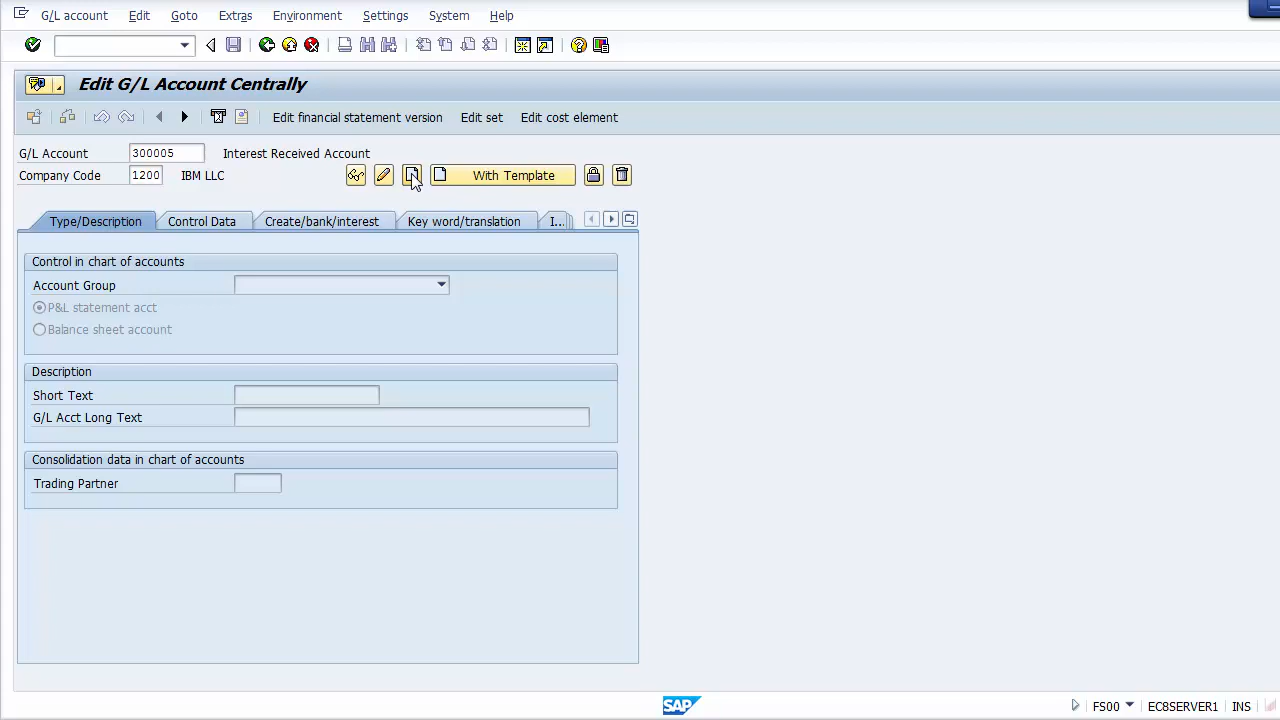 G/L account Edit Goto Extras Environment Settings System Help
Edit G/L Account Centrally
Edit financial statement version Edit set Edit cost element
G/L Account 300005 Interest Received Account
Company Code 1200 IBM LLC With Template
Type/Description Control Data Create/bank/interest Key word/translation I...
Control in chart of accounts
Account Group
P&L statement acct
Balance sheet account
Description
Short Text
G/L Acct Long Text
Consolidation data in chart of accounts
Trading Partner
SAP FS00 EC8SERVER1 INS